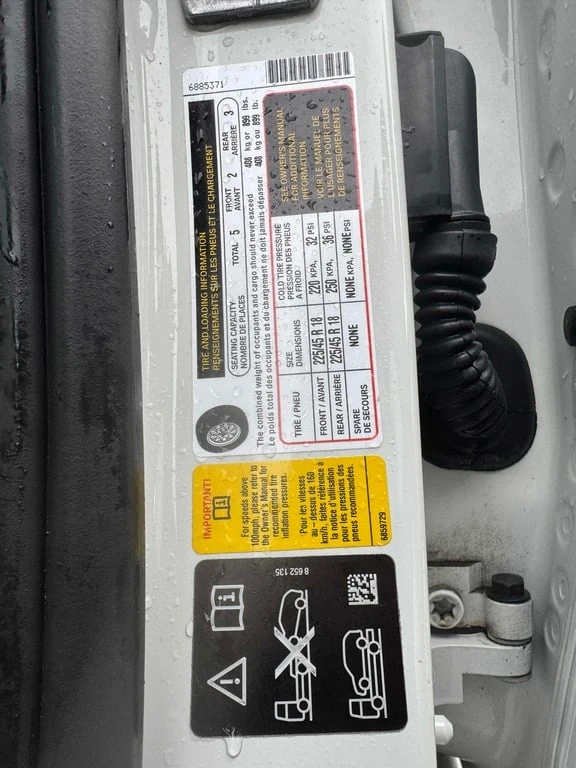 6885371
TIRE AND LOADING INFORMATION
RENSEIGNEMENTS SUR LES PNEUS ET LE CHARGEMENT
SEATING CAPACITY TOTAL 5 FRONT 2 REAR 3
NOMBRE DE PLACES AVANT ARRIÈRE
The combined weight of occupants and cargo should never exceed 408 kg or 899 lbs.
Le poids total des occupants et du chargement ne doit jamais dépasser 408 kg ou 899 lb.
TIRE / PNEU SIZE DIMENSIONS COLD TIRE PRESSURE PRESSION DES PNEUS A FROID
FRONT / AVANT 225/45 R 18 220 KPA, 32 PSI
REAR / ARRIÈRE 225/45 R 18 250 KPA, 36 PSI
SPARE DE SECOURS NONE NONE KPA, NONE PSI
SEE OWNER'S MANUAL
FOR ADDITIONAL
INFORMATION
VOIR LE MANUEL DE
L'USAGER POUR PLUS
DE RENSEIGNEMENTS
IMPORTANT!
For speeds above
100mph, please refer to
the Owner's Manual for
recommended tire
inflation pressures.
Pour les vitesses
au-dessus de 160
km/h, faites référence à
la notice d'utilisation
pour les pressions des
pneus recommandées.
6859729
8 652 135